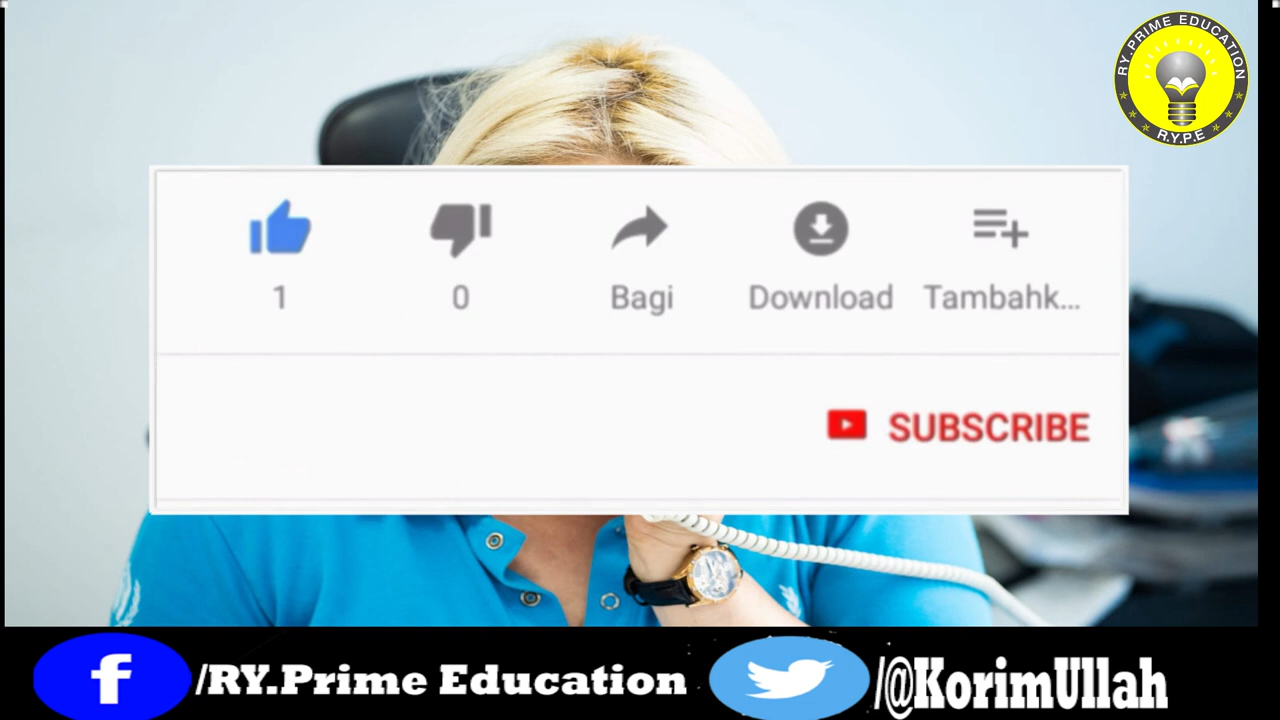 RY.PRIME EDUCATION
R.Y.P.E
1 0 Bagi Download Tambahk...
SUBSCRIBE
f /RY.Prime Education /@KorimUllah